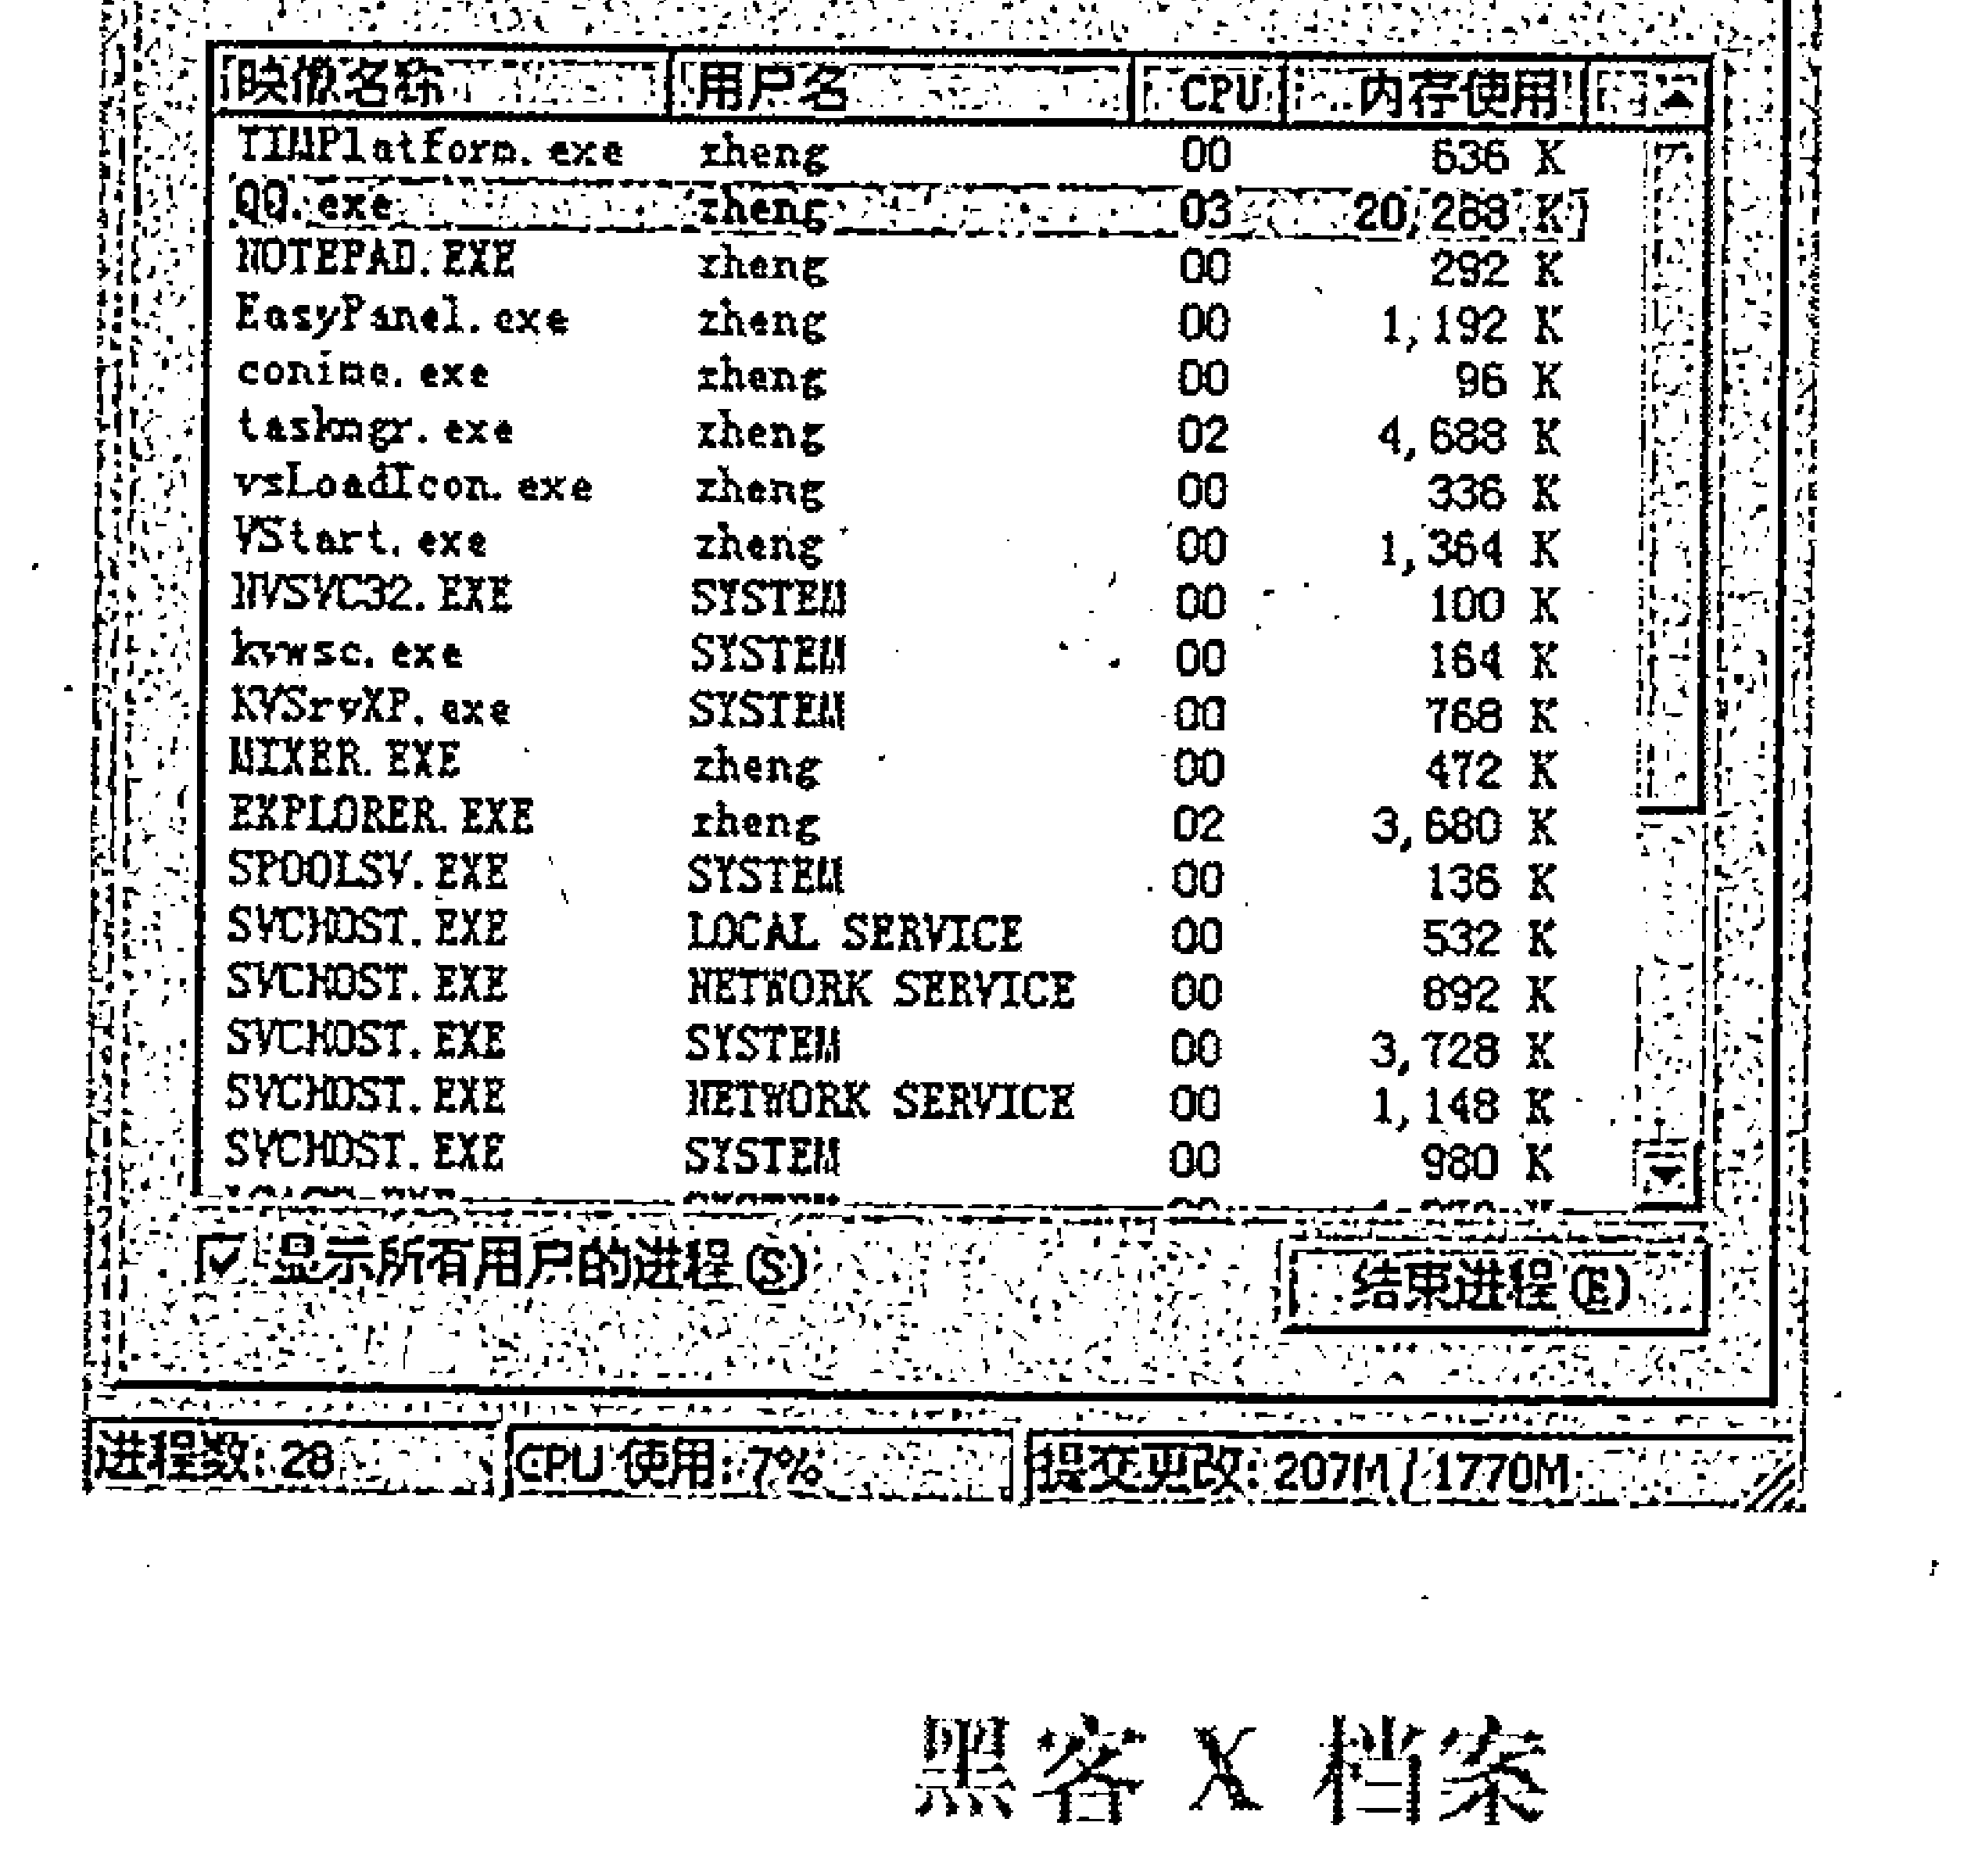 映像名称 用户名 CPU 内存使用
TIMPlatform.exe zheng 00 636 K
QQ.exe zheng 03 20,268 K
NOTEPAD.EXE zheng 00 292 K
EasyPanel.exe zheng 00 1,192 K
conime.exe zheng 00 96 K
taskmgr.exe zheng 02 4,688 K
vsLoadIcon.exe zheng 00 336 K
VStart.exe zheng 00 1,364 K
NVSVC32.EXE SYSTEM 00 100 K
kvwsc.exe SYSTEM 00 164 K
KVSrvXP.exe SYSTEM 00 768 K
MIXER.EXE zheng 00 472 K
EXPLORER.EXE zheng 02 3,680 K
SPOOLSV.EXE SYSTEM 00 136 K
SVCHOST.EXE LOCAL SERVICE 00 532 K
SVCHOST.EXE NETWORK SERVICE 00 892 K
SVCHOST.EXE SYSTEM 00 3,728 K
SVCHOST.EXE NETWORK SERVICE 00 1,148 K
SVCHOST.EXE SYSTEM 00 980 K
显示所有用户的进程(S) 结束进程(E)
进程数: 28 CPU 使用: 7% 提交更改: 207M / 1770M
黑客 X 档案